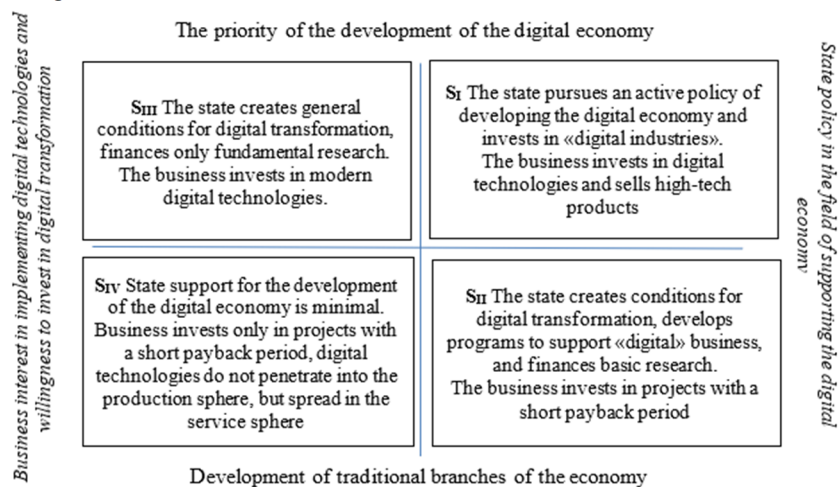 The priority of the development of the digital economy
Business interest in implementing digital technologies and
willingness to invest in digital transformation
SIII The state creates general
conditions for digital transformation,
finances only fundamental research.
The business invests in modern
digital technologies.
SI The state pursues an active policy of
developing the digital economy and
invests in «digital industries».
The business invests in digital
technologies and sells high-tech
products
SIV State support for the development
of the digital economy is minimal.
Business invests only in projects with
a short payback period, digital
technologies do not penetrate into the
production sphere, but spread in the
service sphere
SII The state creates conditions for
digital transformation, develops
programs to support «digital» business,
and finances basic research.
The business invests in projects with a
short payback period
State policy in the field of supporting the digital
economy
Development of traditional branches of the economy